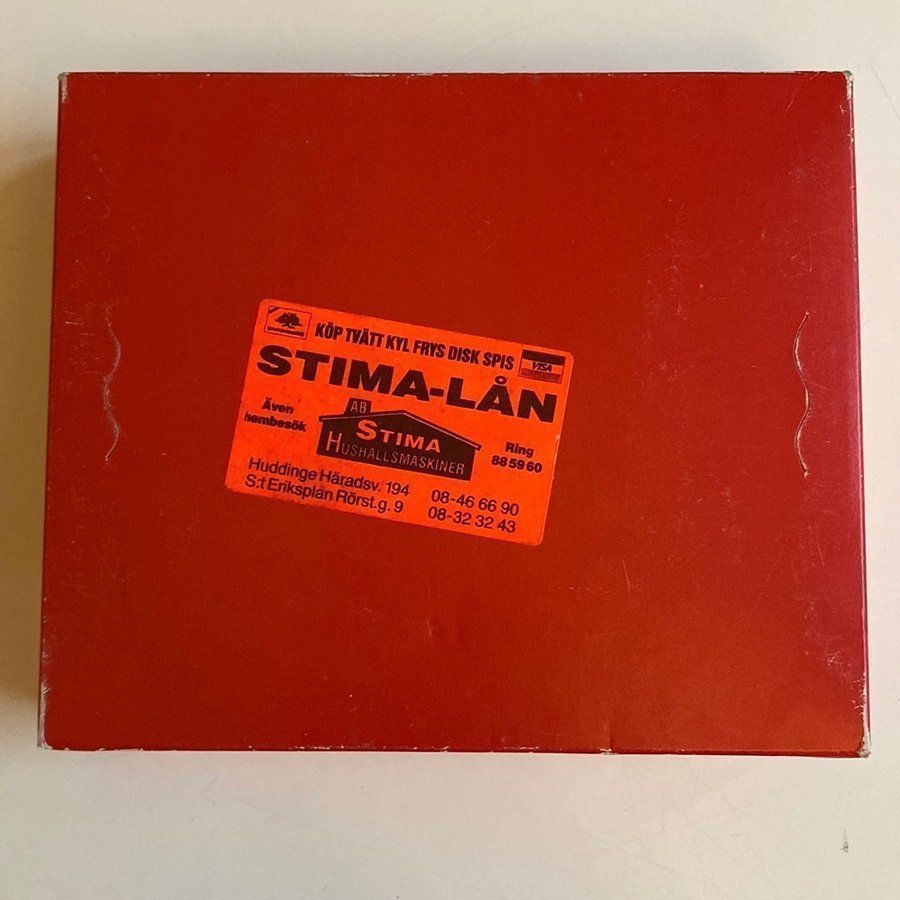 KÖP TVÄTT KYL FRYS DISK SPIS
VISA
STIMA-LÅN
Även
hembesök
AB
STIMA
HUSHÅLLSMASKINER
Ring
88 59 60
Huddinge Häradsv. 194 08-46 66 90
S:t Eriksplan Rörst.g. 9 08-32 32 43